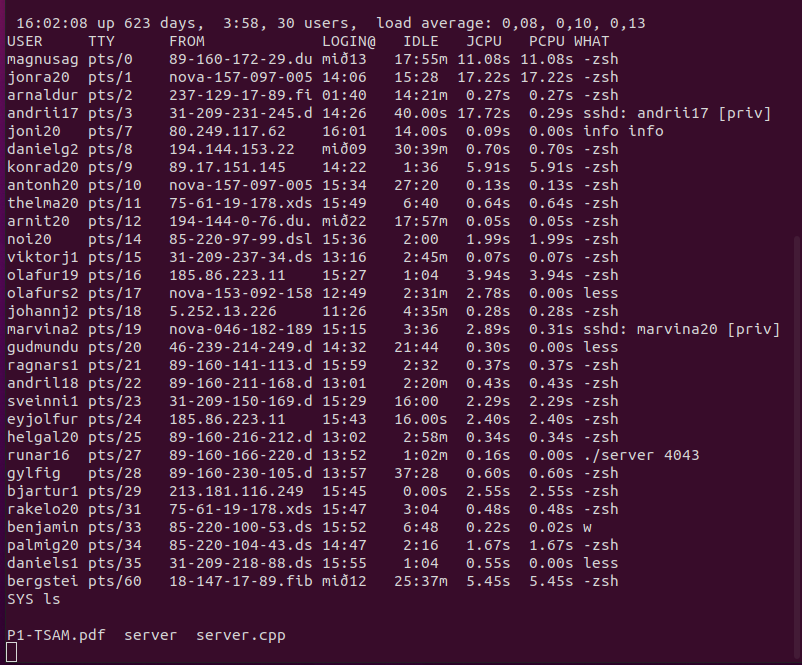 16:02:08 up 623 days,  3:58, 30 users,  load average: 0,08, 0,10, 0,13
USER     TTY      FROM             LOGIN@   IDLE   JCPU   PCPU WHAT
magnusag pts/0    89-160-172-29.du mið13   17:55m 11.08s 11.08s -zsh
jonra20  pts/1    nova-157-097-005 14:06   15:28  17.22s 17.22s -zsh
arnaldur pts/2    237-129-17-89.fi 01:40   14:21m  0.27s  0.27s -zsh
andrii17 pts/3    31-209-231-245.d 14:26   40.00s 17.72s  0.29s sshd: andrii17 [priv]
joni20   pts/7    80.249.117.62    16:01   14.00s  0.09s  0.00s info info
danielg2 pts/8    194.144.153.22   mið09   30:39m  0.70s  0.70s -zsh
konrad20 pts/9    89.17.151.145    14:22    1:36   5.91s  5.91s -zsh
antonh20 pts/10   nova-157-097-005 15:34   27:20   0.13s  0.13s -zsh
thelma20 pts/11   75-61-19-178.xds 15:49    6:40   0.64s  0.64s -zsh
arnit20  pts/12   194-144-0-76.du. mið22   17:57m  0.05s  0.05s -zsh
noi20    pts/14   85-220-97-99.dsl 15:36    2:00   1.99s  1.99s -zsh
viktorj1 pts/15   31-209-237-34.ds 13:16    2:45m  0.07s  0.07s -zsh
olafur19 pts/16   185.86.223.11    15:27    1:04   3.94s  3.94s -zsh
olafurs2 pts/17   nova-153-092-158 12:49    2:31m  2.78s  0.00s less
johannj2 pts/18   5.252.13.226     11:26    4:35m  0.28s  0.28s -zsh
marvina2 pts/19   nova-046-182-189 15:15    3:36   2.89s  0.31s sshd: marvina20 [priv]
gudmundu pts/20   46-239-214-249.d 14:32   21:44   0.30s  0.00s less
ragnars1 pts/21   89-160-141-113.d 15:59    2:32   0.37s  0.37s -zsh
andril18 pts/22   89-160-211-168.d 13:01    2:20m  0.43s  0.43s -zsh
sveinni1 pts/23   31-209-150-169.d 15:29   16:00   2.29s  2.29s -zsh
eyjolfur pts/24   185.86.223.11    15:43   16.00s  2.40s  2.40s -zsh
helgal20 pts/25   89-160-216-212.d 13:02    2:58m  0.34s  0.34s -zsh
runar16  pts/27   89-160-166-220.d 13:52    1:02m  0.16s  0.00s ./server 4043
gylfig   pts/28   89-160-230-105.d 13:57   37:28   0.60s  0.60s -zsh
bjartur1 pts/29   213.181.116.249  15:45    0.00s  2.55s  2.55s -zsh
rakelo20 pts/31   75-61-19-178.xds 15:47    3:04   0.48s  0.48s -zsh
benjamin pts/33   85-220-100-53.ds 15:52    6:48   0.22s  0.02s w
palmig20 pts/34   85-220-104-43.ds 14:47    2:16   1.67s  1.67s -zsh
daniels1 pts/35   31-209-218-88.ds 15:55    1:04   0.55s  0.00s less
bergstei pts/60   18-147-17-89.fib mið12   25:37m  5.45s  5.45s -zsh
SYS ls
P1-TSAM.pdf  server  server.cpp